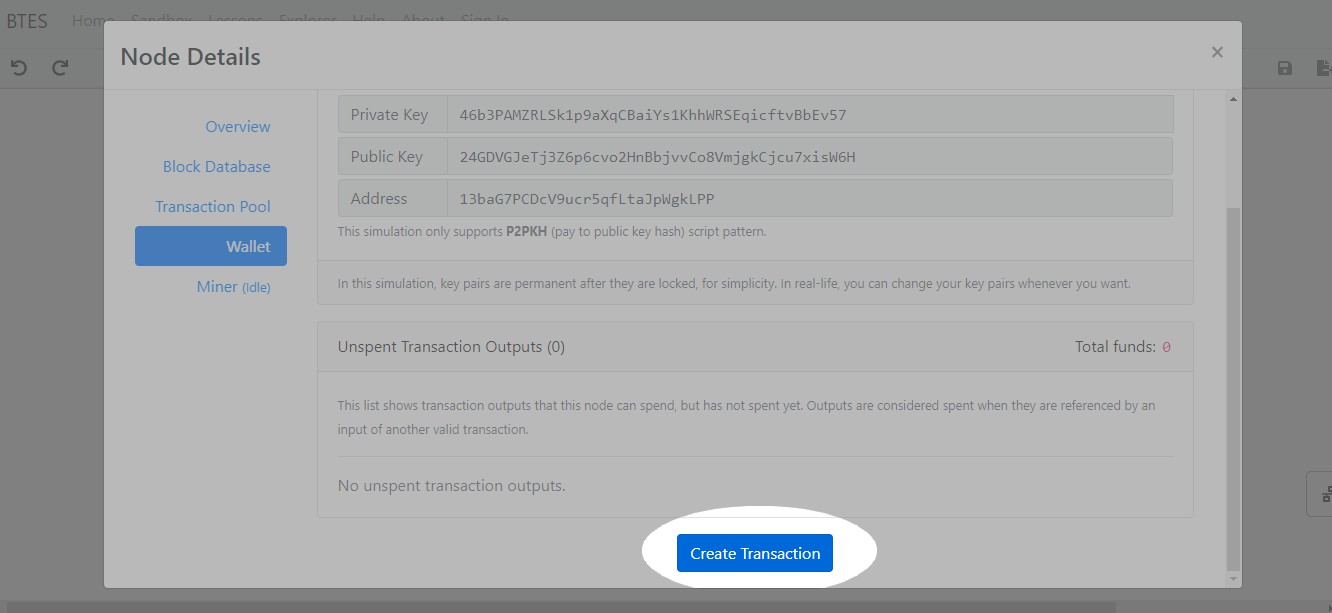 BTES Home Sandbox Lessons Explorer Help About Sign In
Node Details
×
Overview
Block Database
Transaction Pool
Wallet
Miner (Idle)
Private Key 46b3PAMZRLSk1p9aXqCBaiYs1KhhWRSEqicftvBbEv57
Public Key 24GDVGJeTj3Z6p6cvo2HnBbjvvCo8VmjgkCjcu7xisW6H
Address 13baG7PCDcV9ucr5qfLtaJpWgkLPP
This simulation only supports P2PKH (pay to public key hash) script pattern.
In this simulation, key pairs are permanent after they are locked, for simplicity. In real-life, you can change your key pairs whenever you want.
Unspent Transaction Outputs (0) Total funds: 0
This list shows transaction outputs that this node can spend, but has not spent yet. Outputs are considered spent when they are referenced by an
input of another valid transaction.
No unspent transaction outputs.
Create Transaction